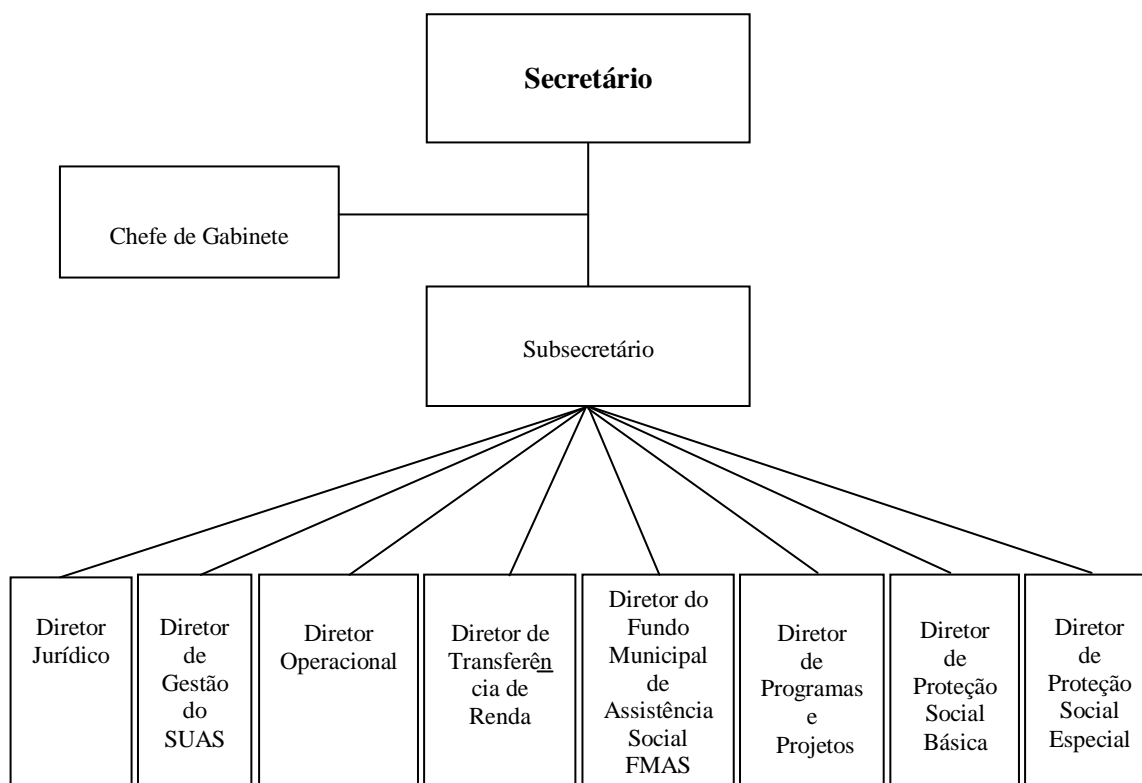 Secretário
Chefe de Gabinete
Subsecretário
Diretor
Jurídico
Diretor
de
Gestão
do
SUAS
Diretor
Operacional
Diretor de
Transferên
cia de
Renda
Diretor do
Fundo
Municipal
de
Assistência
Social
FMAS
Diretor
de
Programas
e
Projetos
Diretor
de
Proteção
Social
Básica
Diretor
de
Proteção
Social
Especial